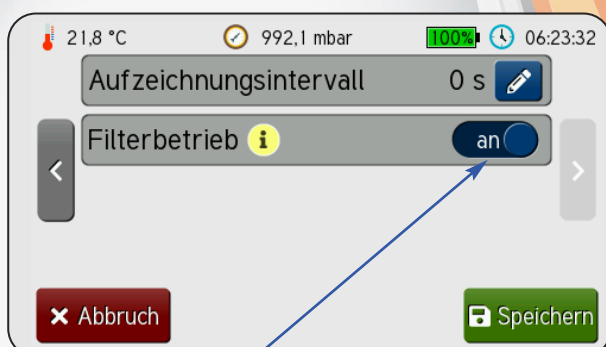 21,8 °C 992,1 mbar 100% 06:23:32
Aufzeichnungsintervall 0 s
Filterbetrieb i an
< >
× Abbruch Speichern